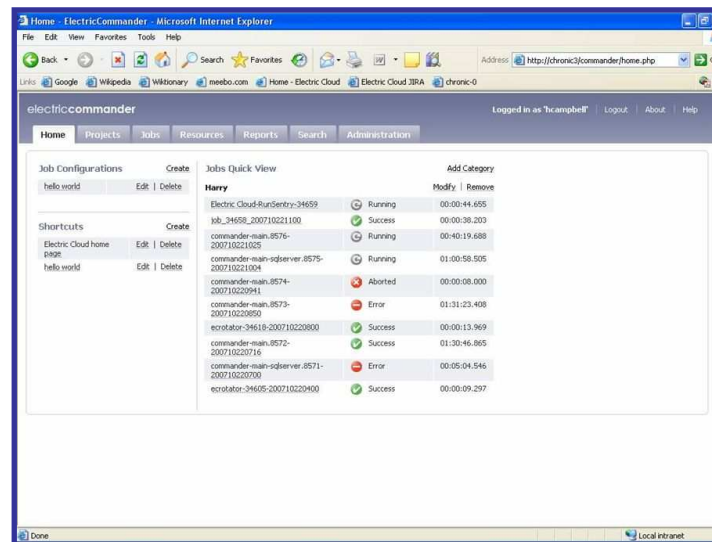 Home - ElectricCommander - Microsoft Internet Explorer
File Edit View Favorites Tools Help
Back Search Favorites Address http://chronic3/commander/home.php
Links Google Wikipedia Wiktionary meebo.com Home - Electric Cloud Electric Cloud JIRA chronic-0
electriccommander
Logged in as "hcampbell" | Logout | About | Help
Home Projects Jobs Resources Reports Search Administration
Job Configurations Create
hello world Edit | Delete
Shortcuts Create
Electric Cloud home page Edit | Delete
hello world Edit | Delete
Jobs Quick View Add Category
Harry Modify | Remove
Electric Cloud-RunSentry-34659 Running 00:00:44.655
job_34658_200710221100 Success 00:00:38.203
commander-main.8576-
200710221025 Running 00:40:19.688
commander-main-sqlserver.8575-
200710221004 Running 01:00:58.505
commander-main.8574-
200710220941 Aborted 00:00:08.000
commander-main.8573-
200710220850 Error 01:31:23.408
ecrotator-34618-200710220800 Success 00:00:13.969
commander-main.8572-
200710220716 Success 01:30:46.865
commander-main-sqlserver.8571-
200710220700 Error 00:05:04.546
ecrotator-34605-200710220400 Success 00:00:09.297
Done Local intranet